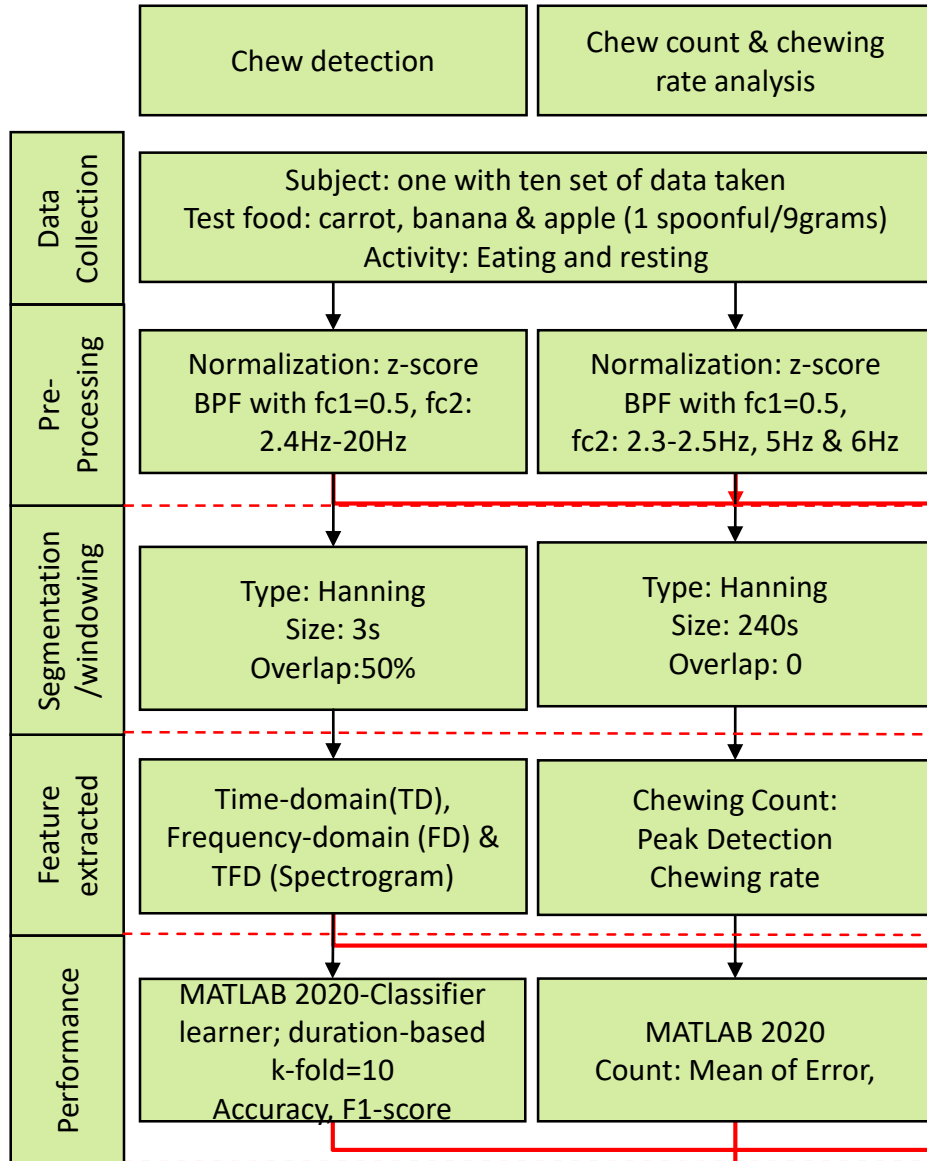 Chew detection
Chew count & chewing
rate analysis
Data
Collection
Subject: one with ten set of data taken
Test food: carrot, banana & apple (1 spoonful/9grams)
Activity: Eating and resting
Pre-
Processing
Normalization: z-score
BPF with fc1=0.5, fc2:
2.4Hz-20Hz
Normalization: z-score
BPF with fc1=0.5,
fc2: 2.3-2.5Hz, 5Hz & 6Hz
Segmentation
/windowing
Type: Hanning
Size: 3s
Overlap:50%
Type: Hanning
Size: 240s
Overlap: 0
Feature
extracted
Time-domain(TD),
Frequency-domain (FD) &
TFD (Spectrogram)
Chewing Count:
Peak Detection
Chewing rate
Performance
MATLAB 2020-Classifier
learner; duration-based
k-fold=10
Accuracy, F1-score
MATLAB 2020
Count: Mean of Error,